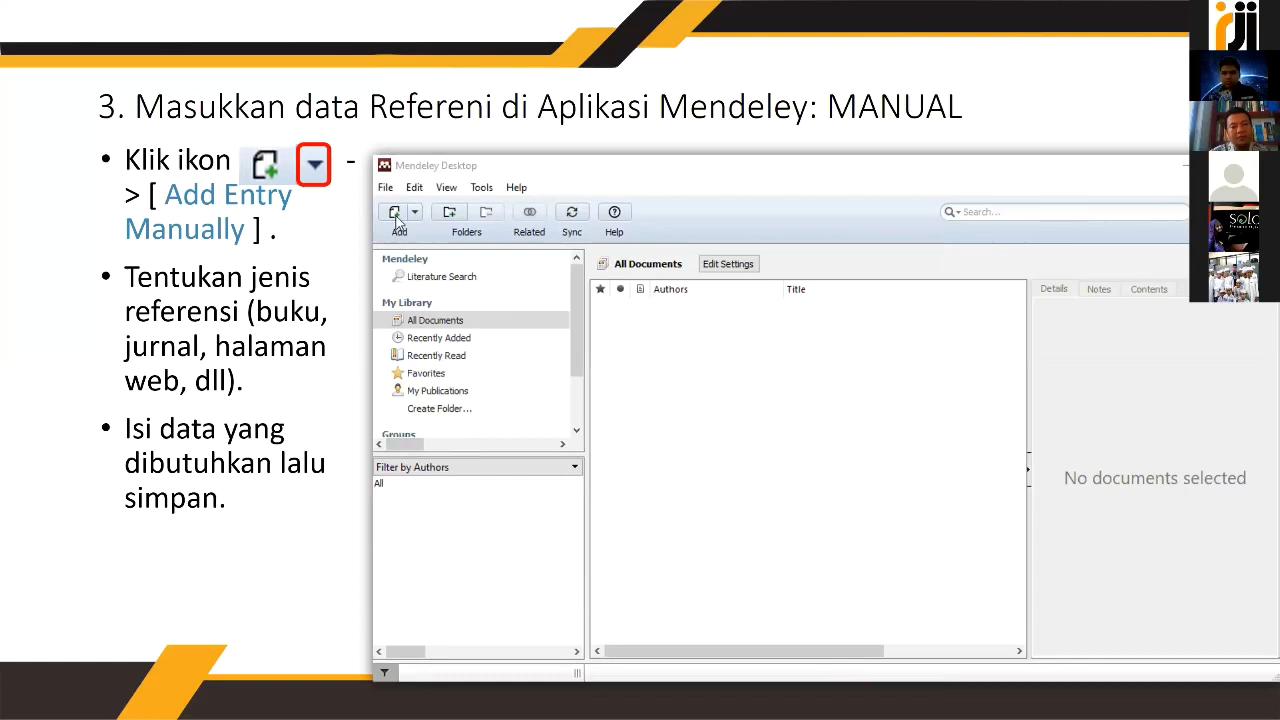 3. Masukkan data Refereni di Aplikasi Mendeley: MANUAL
• Klik ikon -
> [ Add Entry
Manually ] .
• Tentukan jenis
referensi (buku,
jurnal, halaman
web, dll).
• Isi data yang
dibutuhkan lalu
simpan.
Mendeley Desktop
File Edit View Tools Help
Add Folders Related Sync Help
Search...
Mendeley
Literature Search
My Library
All Documents
Recently Added
Recently Read
Favorites
My Publications
Create Folder...
Groups
Filter by Authors
All
All Documents Edit Settings
Authors Title
Details Notes Contents
No documents selected
rji
solo